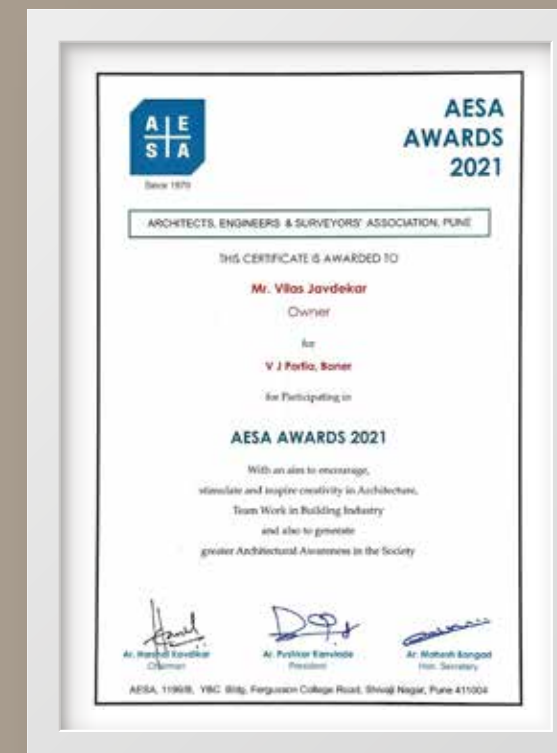 A E
S A
Since 1970
AESA
AWARDS
2021
ARCHITECTS, ENGINEERS & SURVEYORS' ASSOCIATION, PUNE
THIS CERTIFICATE IS AWARDED TO
Mr. Vilas Javdekar
Owner
for
V J Portia, Baner
for Participating in
AESA AWARDS 2021
With an aim to encourage,
stimulate and inspire creativity in Architecture,
Team Work in Building Industry
and also to generate
greater Architectural Awareness in the Society
Ar. Pushkar Kanvinde
President
Ar. Mahesh Bangad
Hon. Secretary
Ar. Kavdikar
Chairman
AESA, YBC Bldg, Fergusson College Road, Shivaji Nagar, Pune 411004